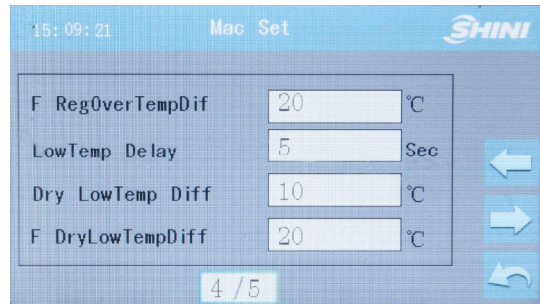 15:09:21 Mac Set SHINI
F RegOverTempDif 20 ℃
LowTemp Delay 5 Sec
Dry LowTemp Diff 10 ℃
F DryLowTempDiff 20 ℃
4/5